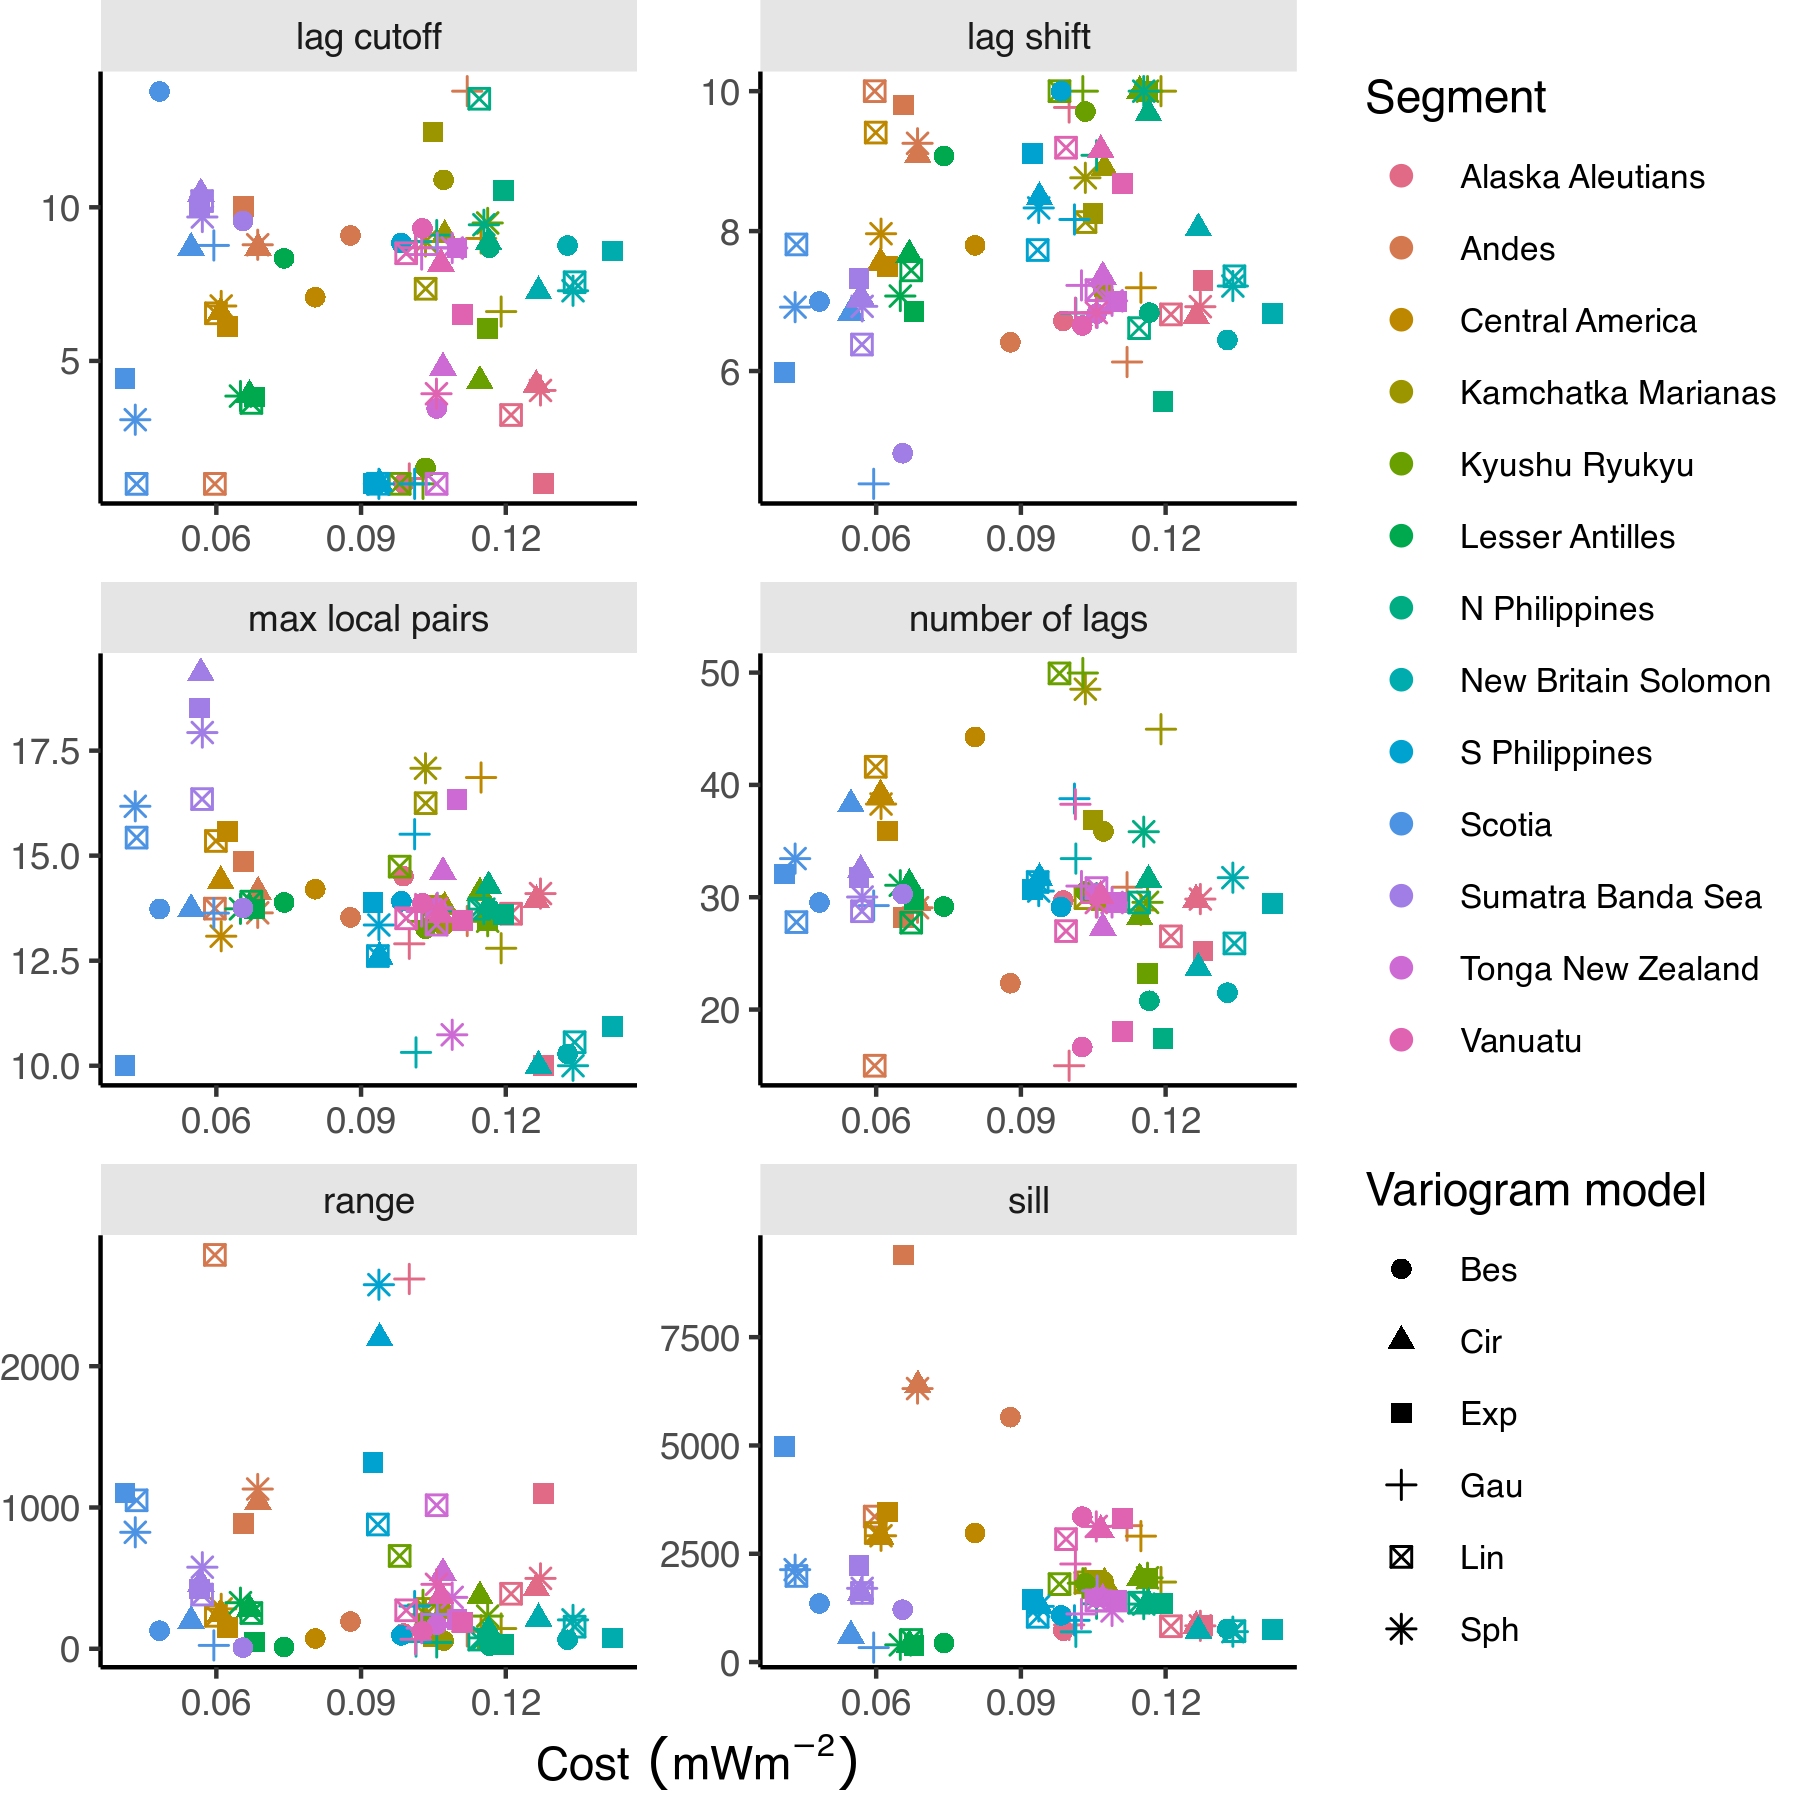 lag cutoff
lag shift
10
5
0.06 0.09 0.12
10
8
6
0.06 0.09 0.12
max local pairs
number of lags
17.5
15.0
12.5
10.0
0.06 0.09 0.12
50
40
30
20
0.06 0.09 0.12
range
sill
2000
1000
0
0.06 0.09 0.12
7500
5000
2500
0
0.06 0.09 0.12
Cost (mWm⁻²)
Segment
Alaska Aleutians
Andes
Central America
Kamchatka Marianas
Kyushu Ryukyu
Lesser Antilles
N Philippines
New Britain Solomon
S Philippines
Scotia
Sumatra Banda Sea
Tonga New Zealand
Vanuatu
Variogram model
Bes
Cir
Exp
Gau
Lin
Sph